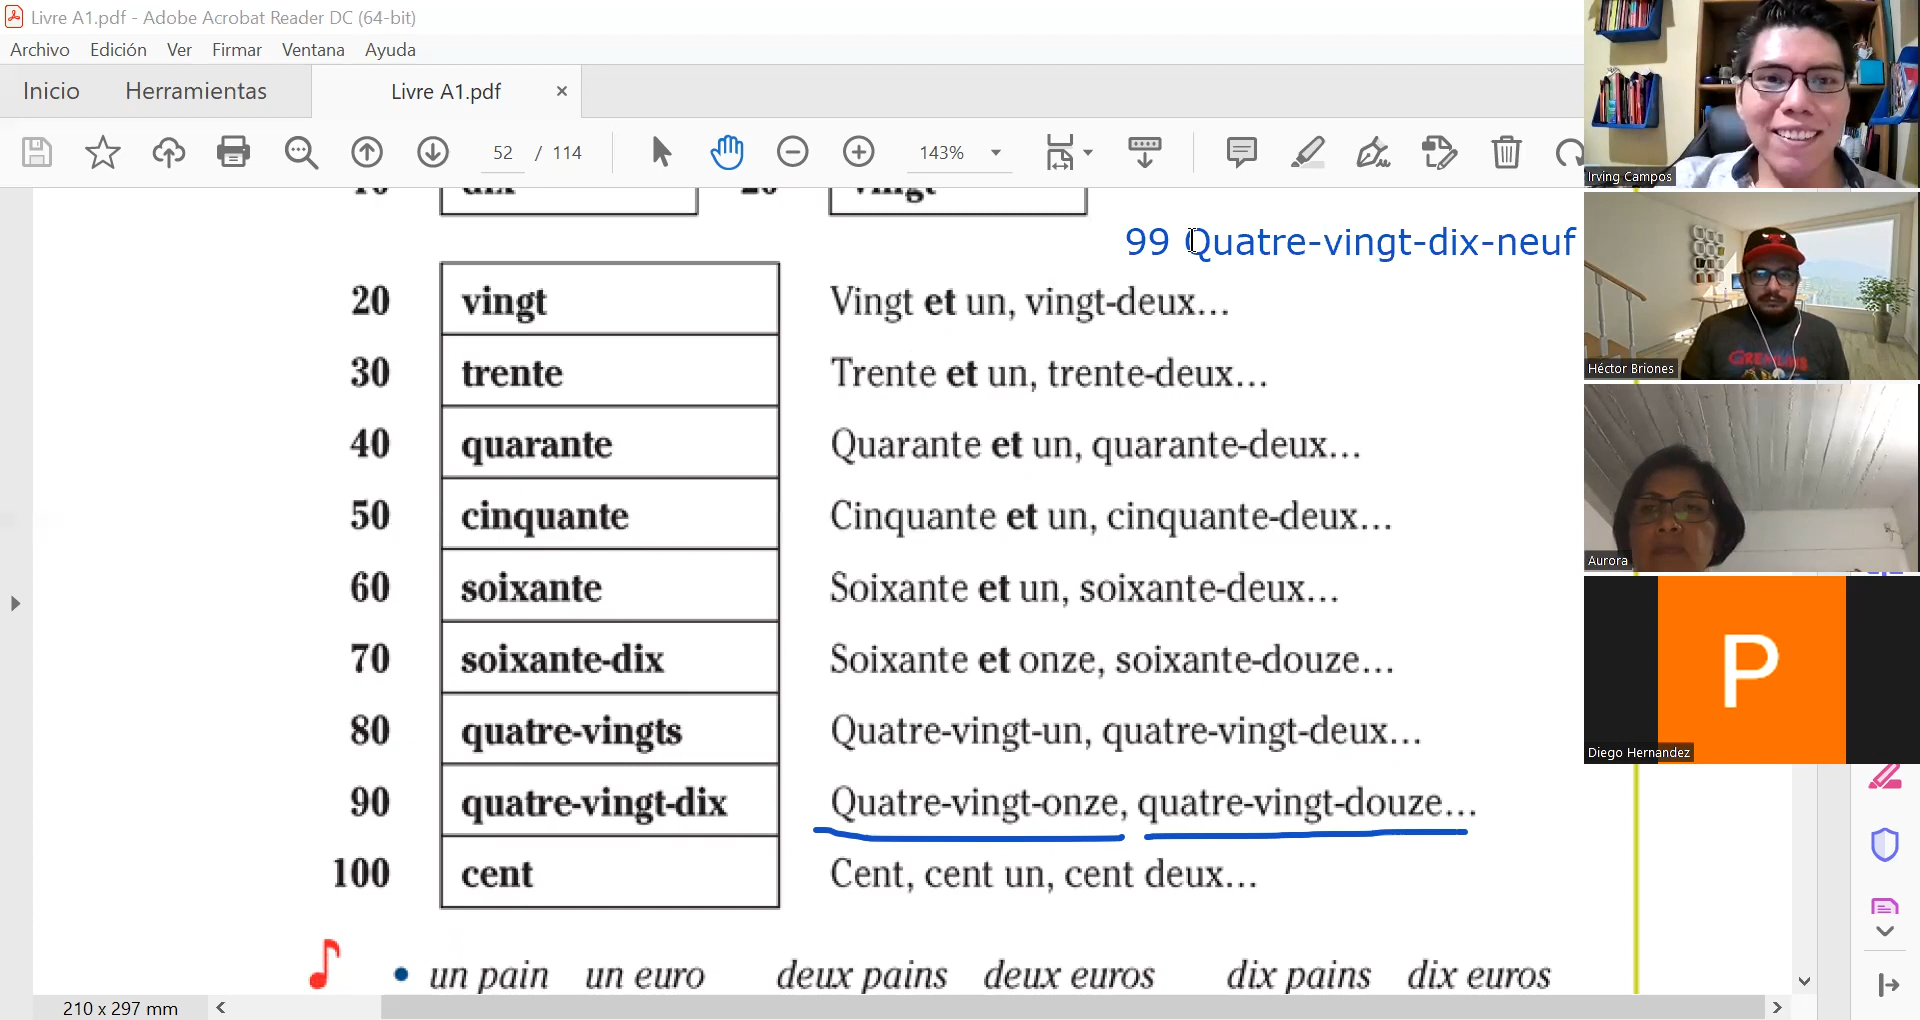 Livre A1.pdf - Adobe Acrobat Reader DC (64-bit)
Archivo Edición Ver Firmar Ventana Ayuda
Inicio Herramientas Livre A1.pdf ×
52 / 114 143%
10 dix 20 vingt
99 Quatre-vingt-dix-neuf
20 vingt Vingt et un, vingt-deux...
30 trente Trente et un, trente-deux...
40 quarante Quarante et un, quarante-deux...
50 cinquante Cinquante et un, cinquante-deux...
60 soixante Soixante et un, soixante-deux...
70 soixante-dix Soixante et onze, soixante-douze...
80 quatre-vingts Quatre-vingt-un, quatre-vingt-deux...
90 quatre-vingt-dix Quatre-vingt-onze, quatre-vingt-douze...
100 cent Cent, cent un, cent deux...
• un pain un euro deux pains deux euros dix pains dix euros
210 x 297 mm
Irving Campos
Héctor Briones
GREMLINS
Aurora
P
Diego Hernandez